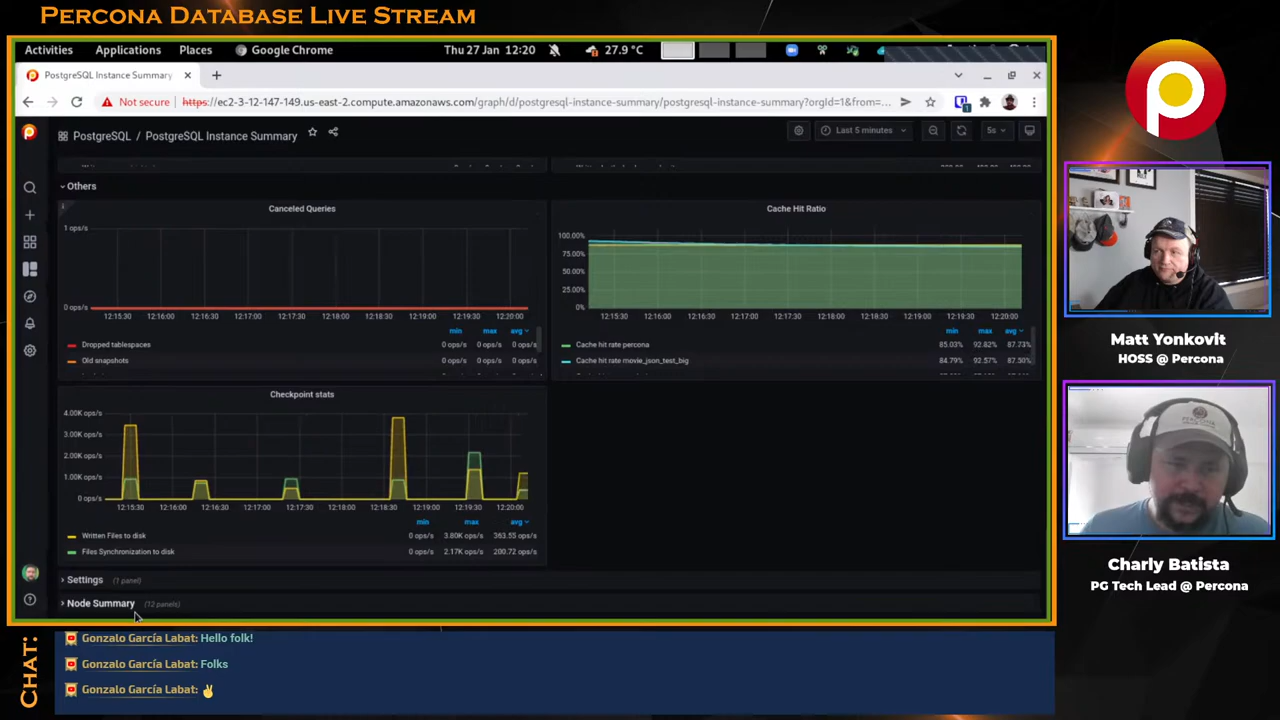 PERCONA DATABASE LIVE STREAM
Activities Applications Places Google Chrome Thu 27 Jan 12:20 27.9 °C
PostgreSQL Instance Summary
Not secure https://ec2-3-12-147-149.us-east-2.compute.amazonaws.com/graph/d/postgresql-instance-summary/postgresql-instance-summary?orgId=1&from=...
PostgreSQL / PostgreSQL Instance Summary Last 5 minutes 5s
Others
Canceled Queries
1 ops/s
0 ops/s
12:15:30 12:16:00 12:16:30 12:17:00 12:17:30 12:18:00 12:18:30 12:19:00 12:19:30 12:20:00
min max avg
Dropped tablespaces 0 ops/s 0 ops/s 0 ops/s
Old snapshots 0 ops/s 0 ops/s 0 ops/s
Cache Hit Ratio
100.00%
75.00%
50.00%
25.00%
0%
12:15:30 12:16:00 12:16:30 12:17:00 12:17:30 12:18:00 12:18:30 12:19:00 12:19:30 12:20:00
min max avg
Cache hit rate percona 85.03% 92.82% 87.73%
Cache hit rate movie_json_test_big 84.79% 92.57% 87.50%
Checkpoint stats
4.00K ops/s
3.00K ops/s
2.00K ops/s
1.00K ops/s
0 ops/s
12:15:30 12:16:00 12:16:30 12:17:00 12:17:30 12:18:00 12:18:30 12:19:00 12:19:30 12:20:00
min max avg
Written Files to disk 0 ops/s 3.80K ops/s 363.55 ops/s
Files Synchronization to disk 0 ops/s 2.17K ops/s 200.72 ops/s
Settings (1 panel)
Node Summary (12 panels)
Matt Yonkovit
HOSS @ Percona
Charly Batista
PG Tech Lead @ Percona
CHAT:
Gonzalo García Labat: Hello folk!
Gonzalo García Labat: Folks
Gonzalo García Labat: ✌